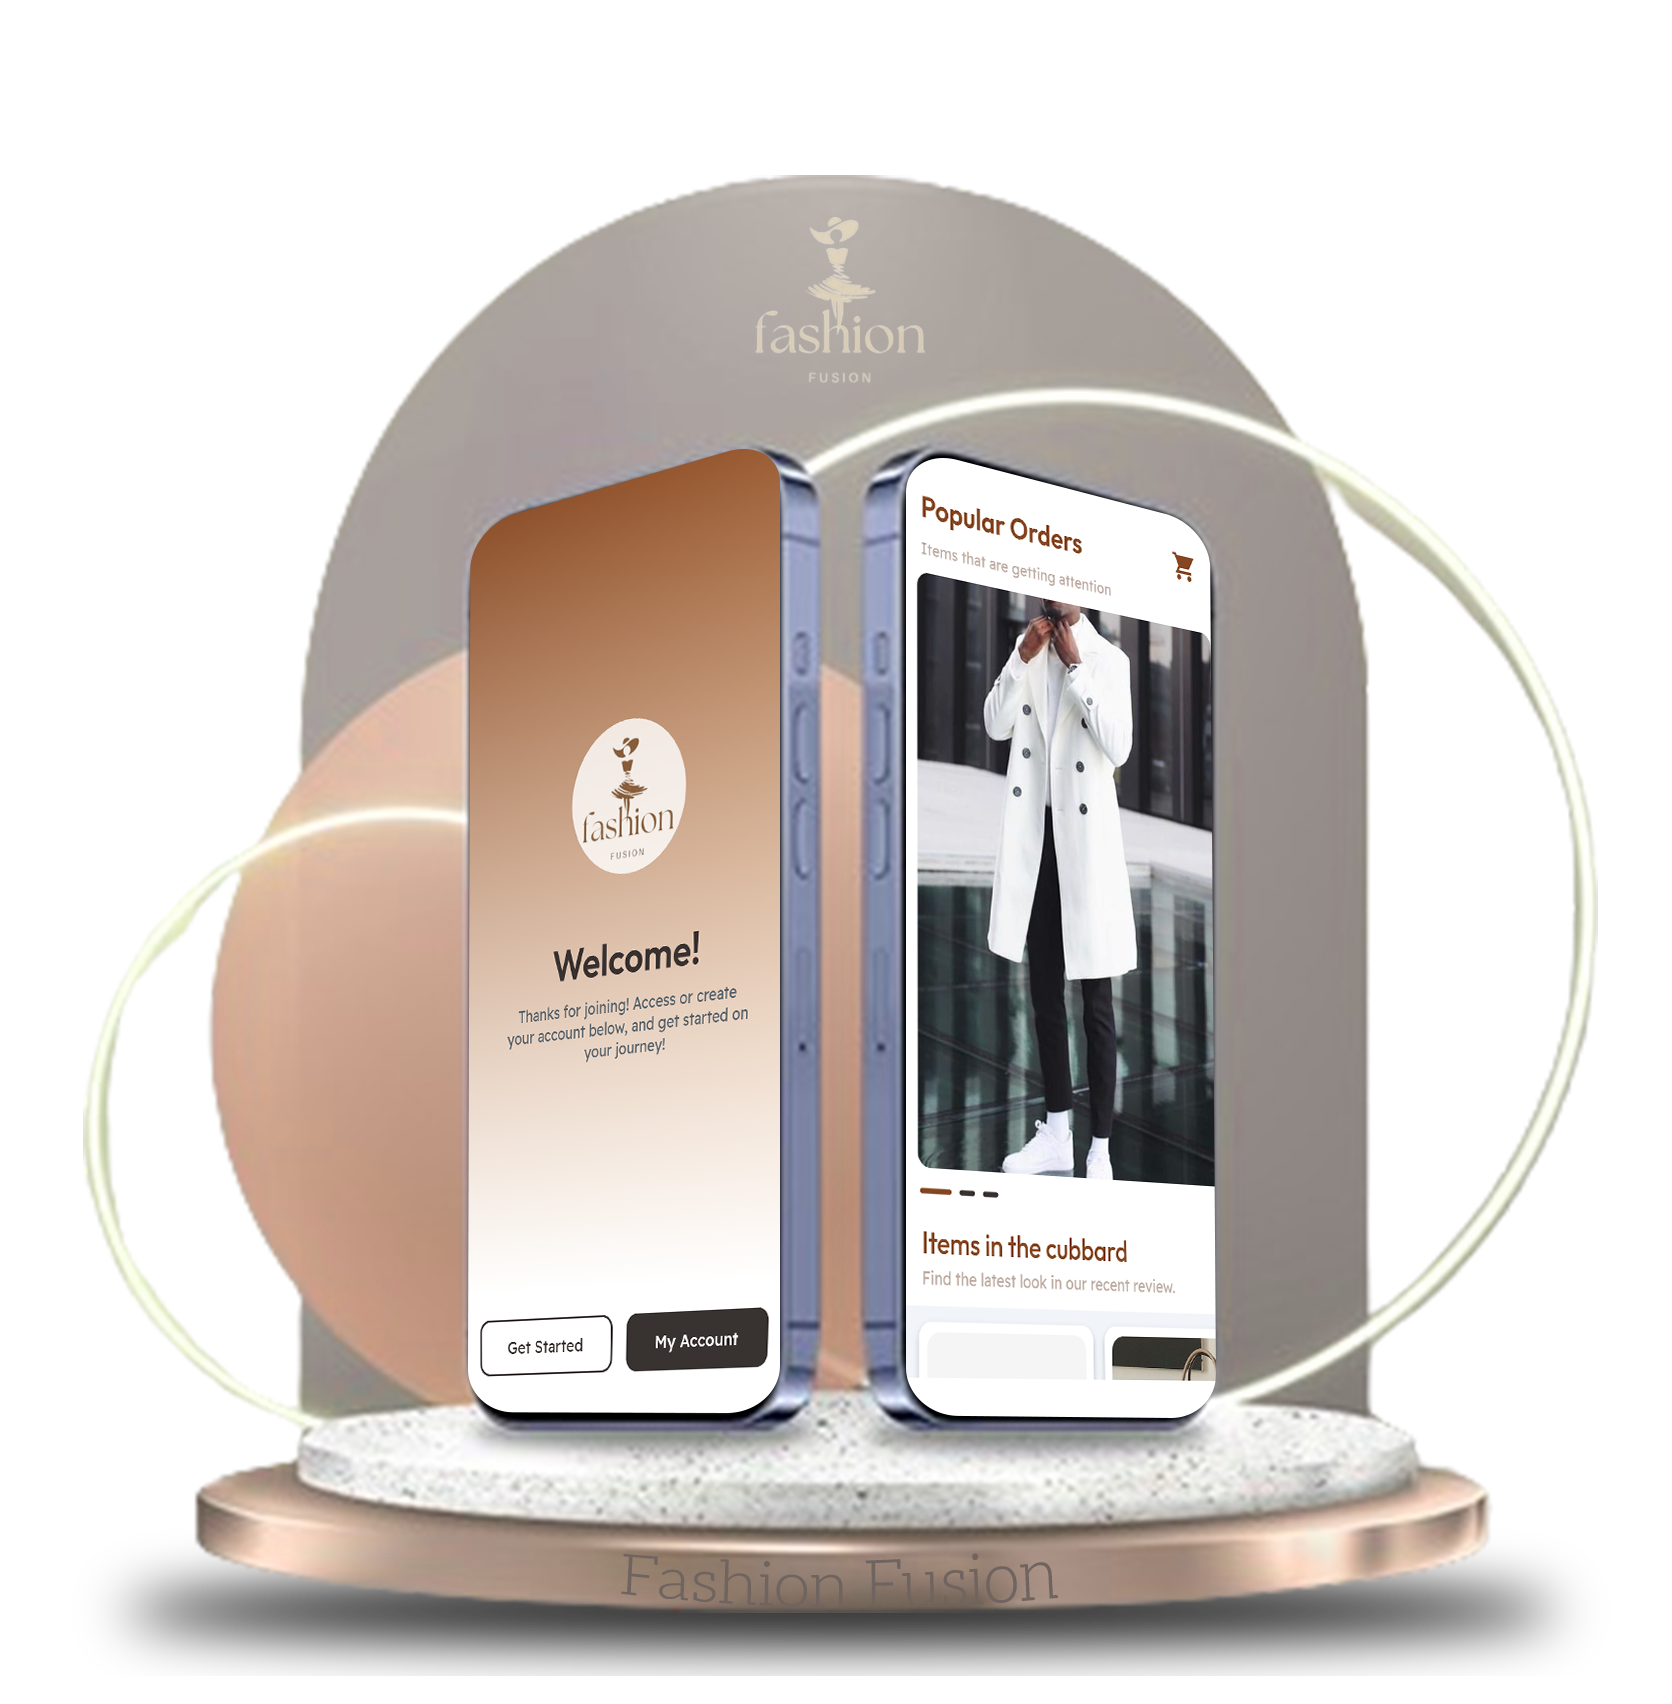 fashion
FUSION
fashion
FUSION
Welcome!
Thanks for joining! Access or create
your account below, and get started on
your journey!
Get Started
My Account
Popular Orders
Items that are getting attention
Items in the cubbard
Find the latest look in our recent review.
Fashion Fusion